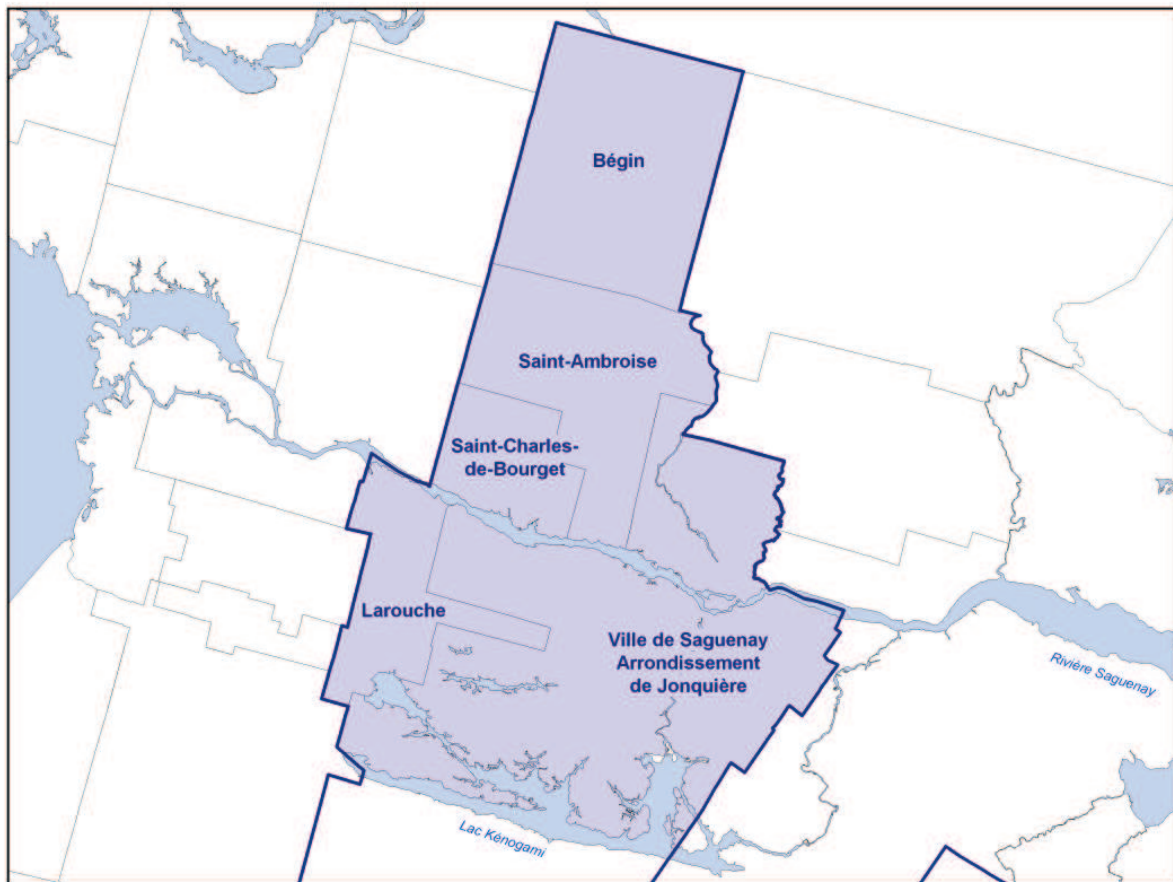 Bégin
Saint-Ambroise
Saint-Charles-
de-Bourget
Larouche
Ville de Saguenay
Arrondissement
de Jonquière
Rivière Saguenay
Lac Kénogami